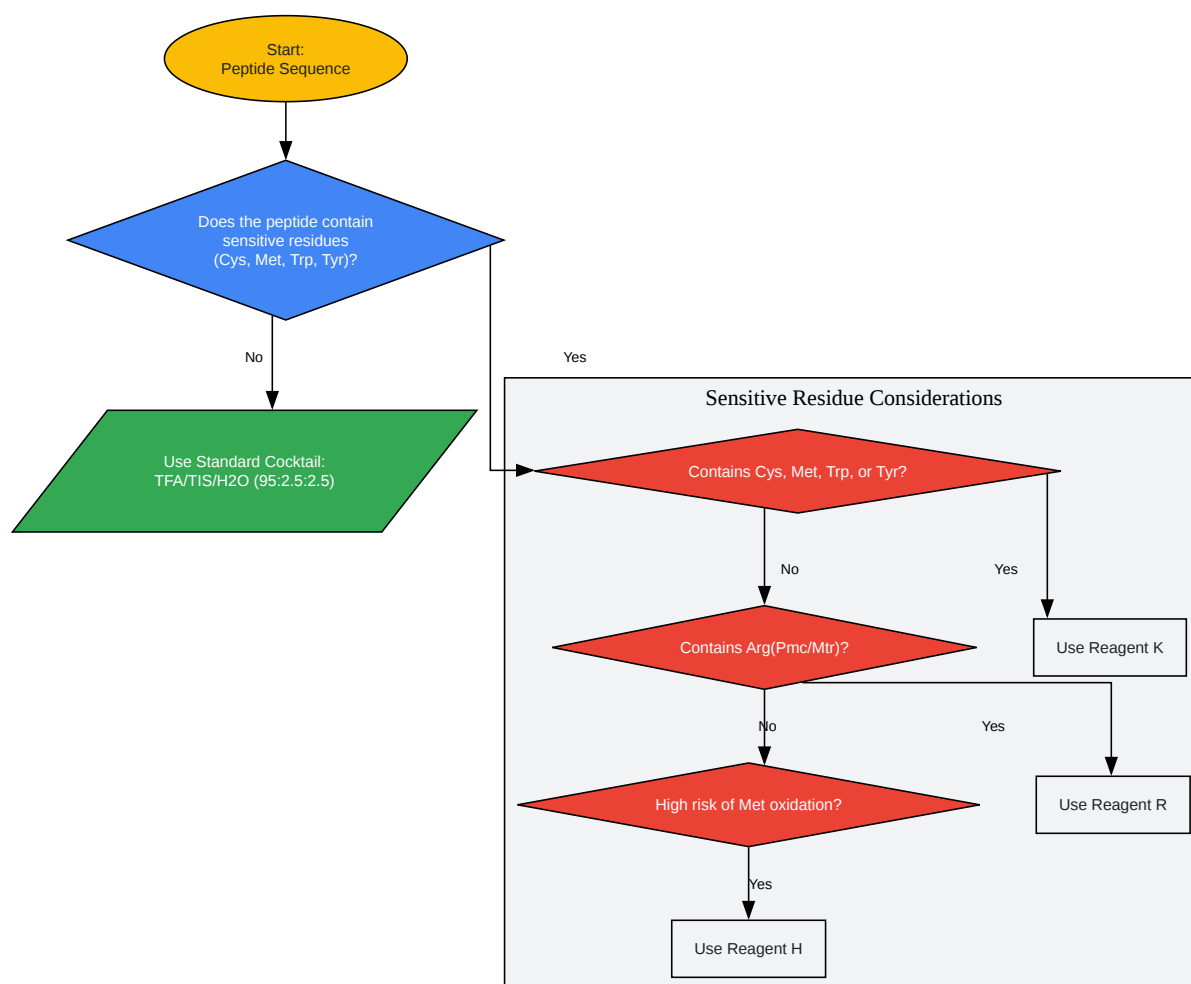 Start:
Peptide Sequence
Does the peptide contain
sensitive residues
(Cys, Met, Trp, Tyr)?
No
Yes
Use Standard Cocktail:
TFA/TIS/H2O (95:2.5:2.5)
Sensitive Residue Considerations
Contains Cys, Met, Trp, or Tyr?
No
Yes
Use Reagent K
Contains Arg(Pmc/Mtr)?
No
Yes
Use Reagent R
High risk of Met oxidation?
Yes
Use Reagent H